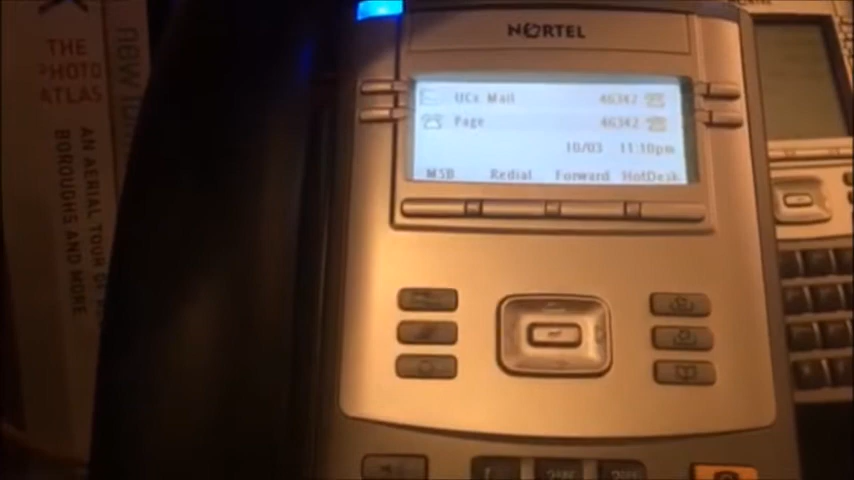 THE
PHOTO
ATLAS
AN AERIAL TOUR OF
BOROUGHS AND MORE
new
NORTEL
UCx Mail 46342
Page 46342
10/03 11:10pm
MSB Redial Forward HotDesk